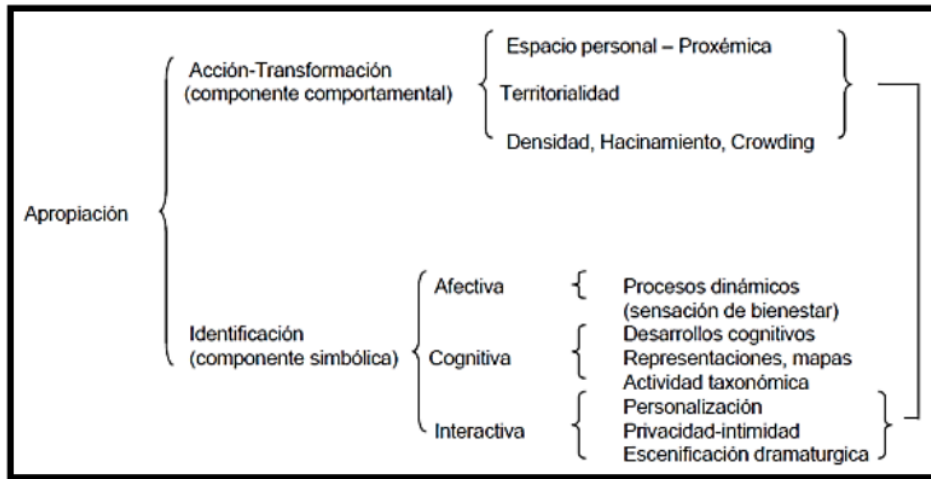 Apropiación
Acción-Transformación
(componente comportamental)
Espacio personal – Proxémica
Territorialidad
Densidad, Hacinamiento, Crowding
Identificación
(componente simbólica)
Afectiva
Procesos dinámicos
(sensación de bienestar)
Cognitiva
Desarrollos cognitivos
Representaciones, mapas
Actividad taxonómica
Interactiva
Personalización
Privacidad-intimidad
Escenificación dramaturgica